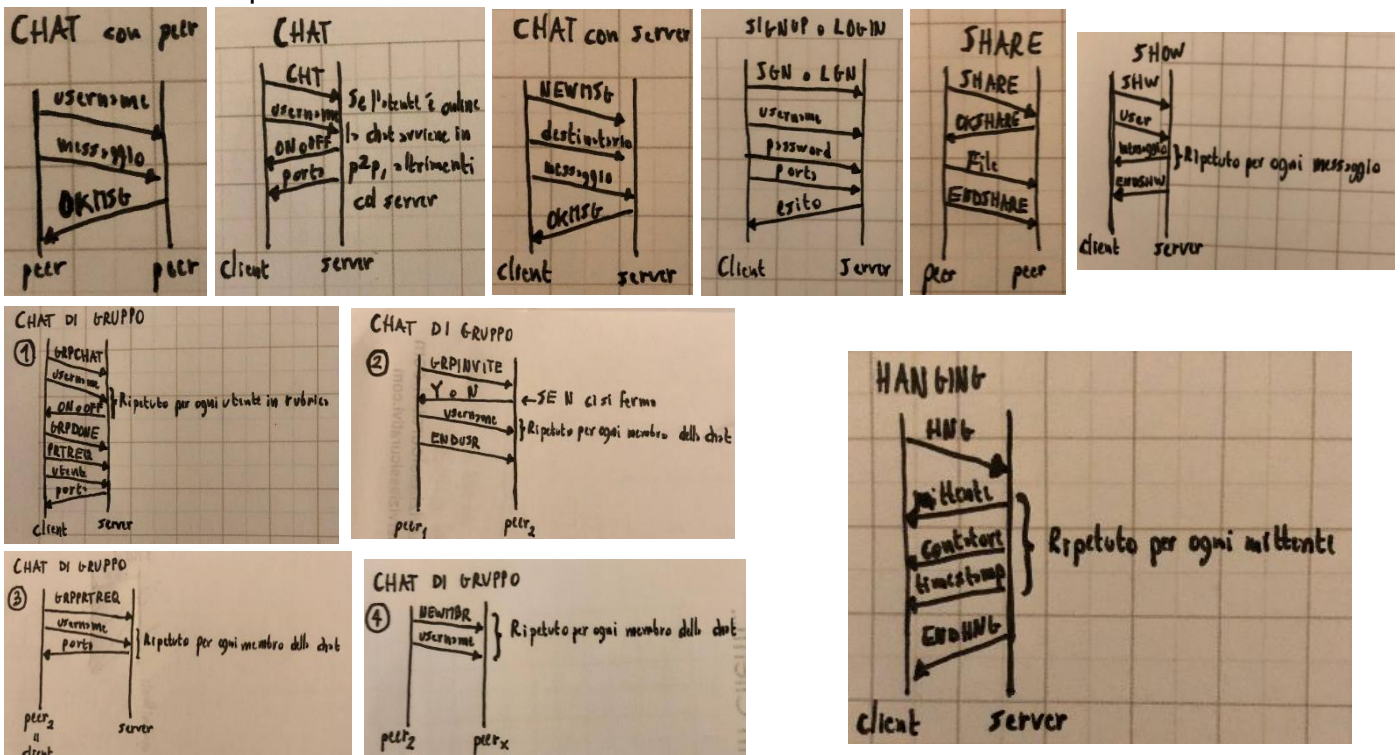 CHAT con peer
username
messaggio
OKMSG
peer peer
CHAT
CHT
username
ON o OFF
porta
Se l'utente è online
la chat avviene in
p2p, altrimenti
col server
client server
CHAT con server
NEWMSG
destinatario
messaggio
OKMSG
client server
SIGNUP o LOGIN
SGN o LGN
username
password
porta
esito
Client Server
SHARE
SHARE
OKSHARE
File
ENDSHARE
peer peer
SHOW
SHW
user
messaggio
Ripetuto per ogni messaggio
ENDSHW
client server
CHAT DI GRUPPO
1
GRPCHAT
username
Ripetuto per ogni utente in rubrica
ON o OFF
GRPDONE
PRTREQ
utente
porta
client server
CHAT DI GRUPPO
2
GRPINVITE
Y o N
←SE N ci si ferma
username
Ripetuto per ogni membro della chat
ENDUSR
peer1 peer2
HANGING
HNG
mittente
contatore
Ripetuto per ogni mittente
timestamp
ENDHNG
client server
CHAT DI GRUPPO
3
GRPPRTREQ
username
Ripetuto per ogni membro della chat
porta
peer2 server
=
client
CHAT DI GRUPPO
4
NEWMBR
Ripetuto per ogni membro della chat
username
peer2 peerx